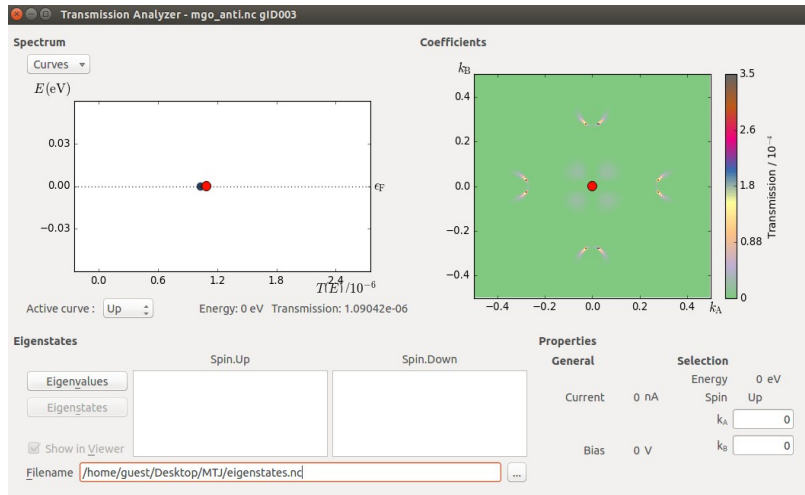 Transmission Analyzer - mgo_anti.nc gID003
Spectrum
Curves
E(eV)
0.03
0.00
−0.03
ϵF
0.0 0.6 1.2 1.8 2.4
T(E)/10⁻⁶
Active curve : Up
Energy: 0 eV Transmission: 1.09042e-06
Coefficients
kB
0.4
0.2
0.0
−0.2
−0.4
−0.4 −0.2 0.0 0.2 0.4
kA
3.5
2.6
1.8
0.88
0
Transmission / 10⁻⁴
Eigenstates
Spin.Up Spin.Down
Eigenvalues
Eigenstates
Show in Viewer
Filename /home/guest/Desktop/MTJ/eigenstates.nc ...
Properties
General
Current 0 nA
Bias 0 V
Selection
Energy 0 eV
Spin Up
kA 0
kB 0